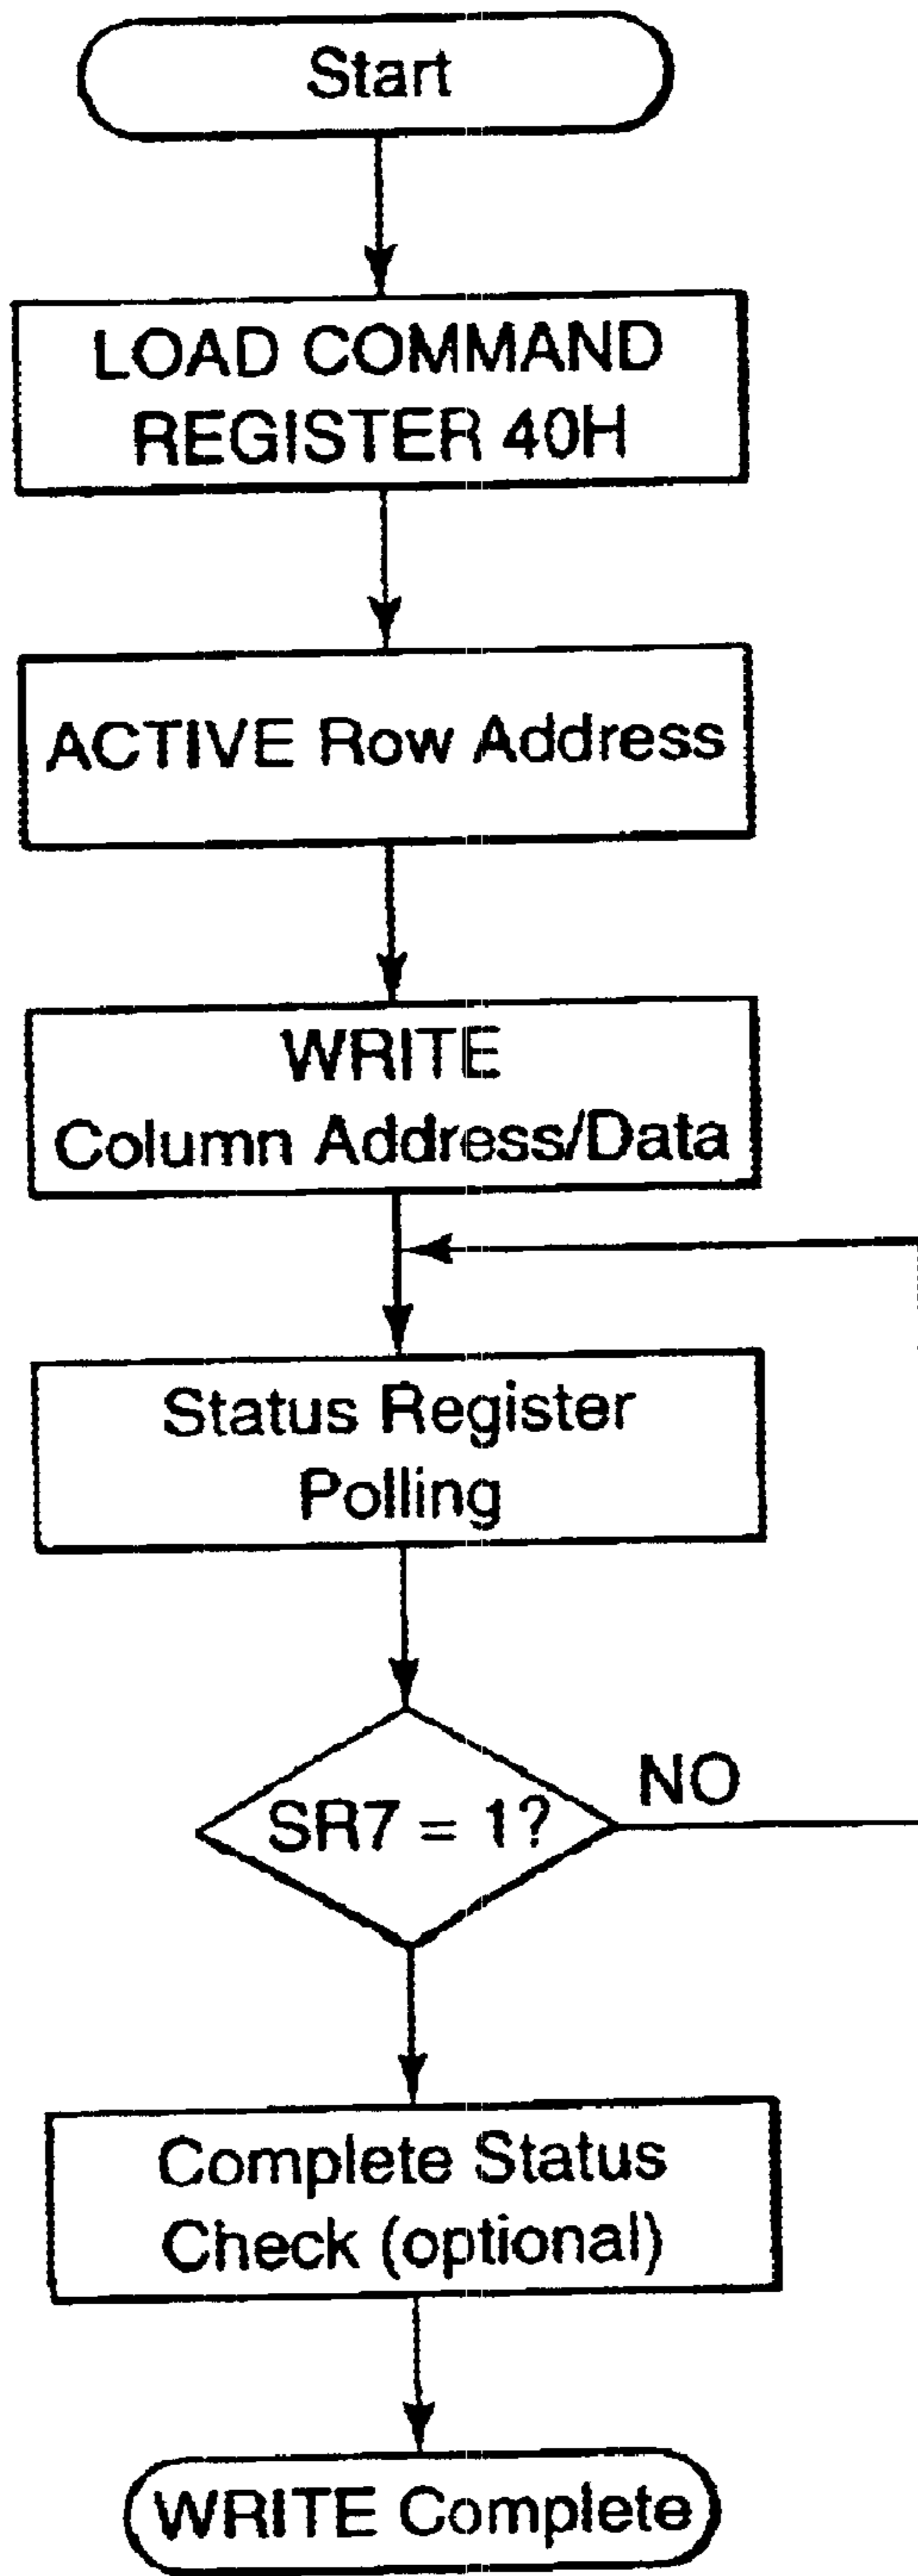 Start
LOAD COMMAND
REGISTER 40H
ACTIVE Row Address
WRITE
Column Address/Data
Status Register
Polling
SR7 = 1?
NO
Complete Status
Check (optional)
WRITE Complete